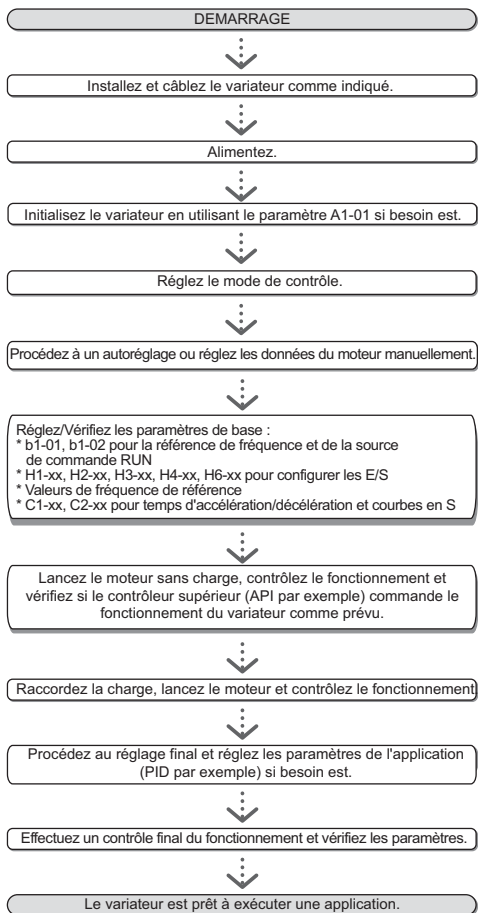 DEMARRAGE
Installez et câblez le variateur comme indiqué.
Alimentez.
Initialisez le variateur en utilisant le paramètre A1-01 si besoin est.
Réglez le mode de contrôle.
Procédez à un autoréglage ou réglez les données du moteur manuellement.
Réglez/Vérifiez les paramètres de base :
* b1-01, b1-02 pour la référence de fréquence et de la source
de commande RUN
* H1-xx, H2-xx, H3-xx, H4-xx, H6-xx pour configurer les E/S
* Valeurs de fréquence de référence
* C1-xx, C2-xx pour temps d'accélération/décélération et courbes en S
Lancez le moteur sans charge, contrôlez le fonctionnement et
vérifiez si le contrôleur supérieur (API par exemple) commande le
fonctionnement du variateur comme prévu.
Raccordez la charge, lancez le moteur et contrôlez le fonctionnement.
Procédez au réglage final et réglez les paramètres de l'application
(PID par exemple) si besoin est.
Effectuez un contrôle final du fonctionnement et vérifiez les paramètres.
Le variateur est prêt à exécuter une application.